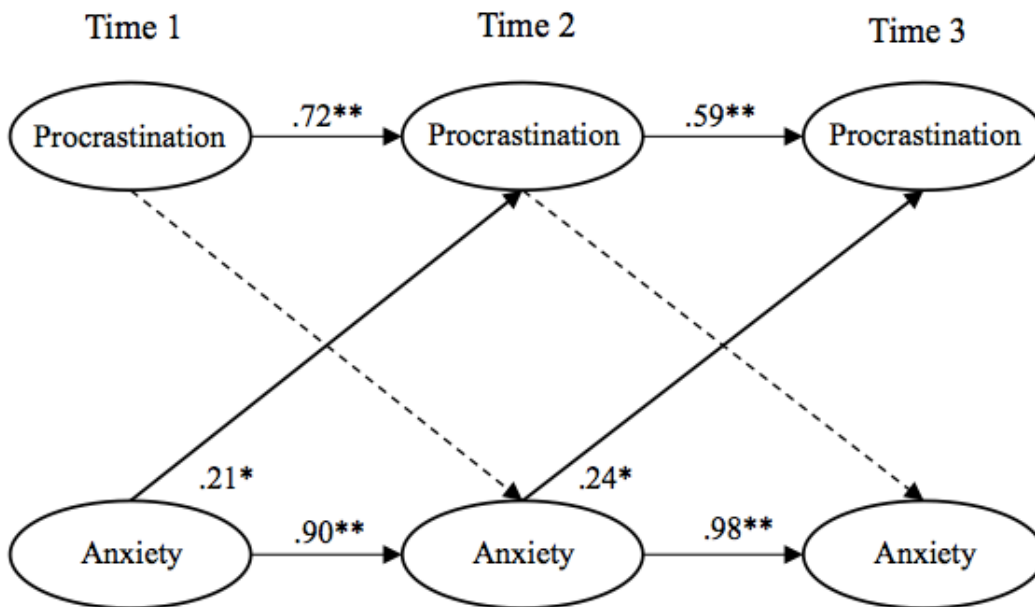 Time 1
Time 2
Time 3
Procrastination
.72**
Procrastination
.59**
Procrastination
.21*
.24*
Anxiety
.90**
Anxiety
.98**
Anxiety